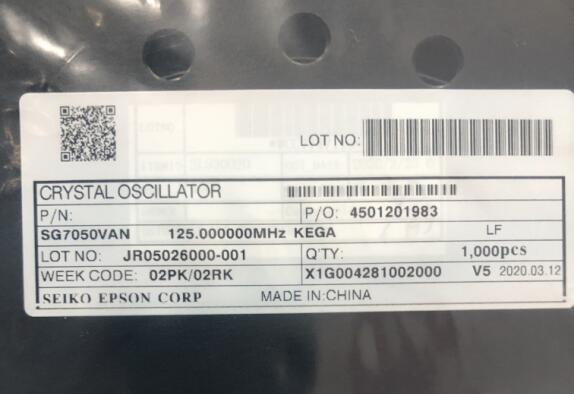 LOT NO:
CRYSTAL OSCILLATOR
P/N: P/O: 4501201983
SG7050VAN 125.000000MHz KEGA LF
LOT NO: JR05026000-001 Q'TY: 1,000pcs
WEEK CODE: 02PK/02RK X1G004281002000 V5 2020.03.12
SEIKO EPSON CORP MADE IN:CHINA